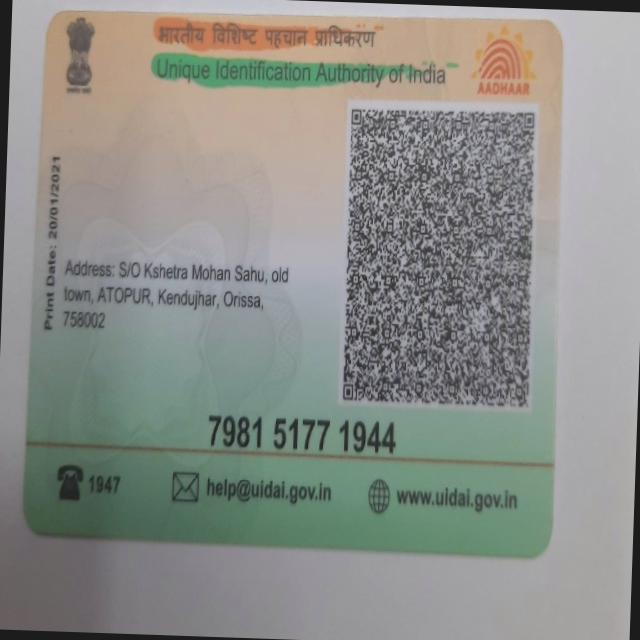 भारतीय विशिष्ट पहचान प्राधिकरण
Unique Identification Authority of India
AADHAAR
Print Date: 20/01/2021
Address: S/O Kshetra Mohan Sahu, old
town, ATOPUR, Kendujhar, Orissa,
758002
7981 5177 1944
1947
help@uidai.gov.in
www.uidai.gov.in